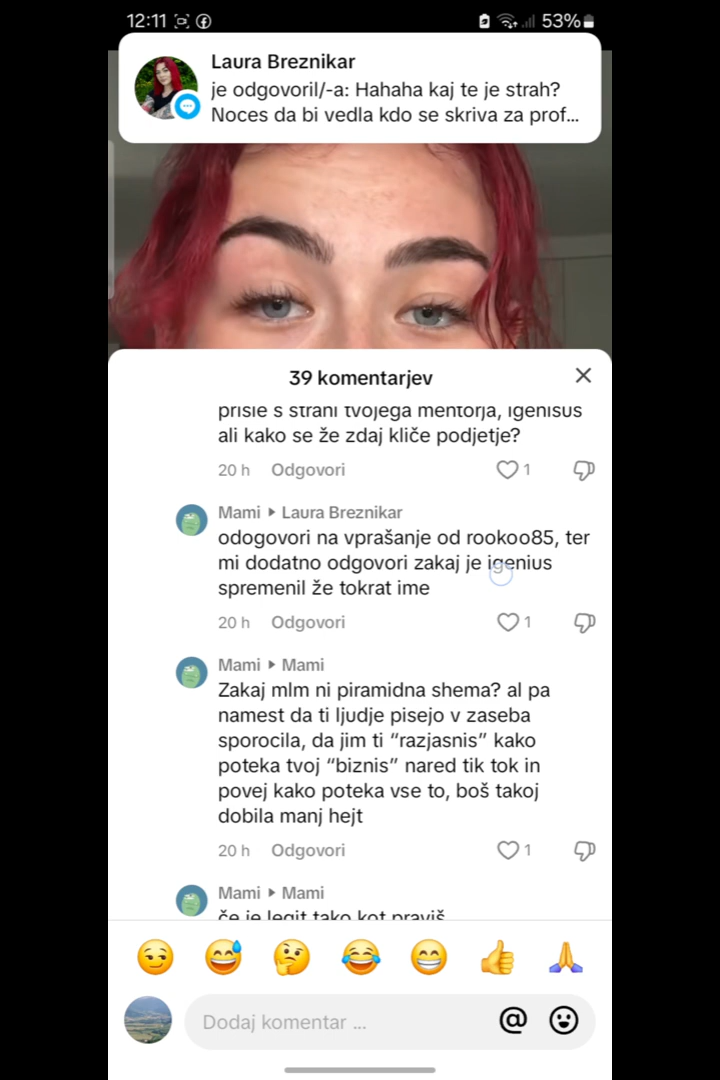 12:11
53%
Laura Breznikar
je odgovoril/-a: Hahaha kaj te je strah?
Noces da bi vedla kdo se skriva za prof...
39 komentarjev
prisle s strani tvojega mentorja, igenisus
ali kako se že zdaj kliče podjetje?
20 h Odgovori 1
Mami Laura Breznikar
odogovori na vprašanje od rookoo85, ter
mi dodatno odgovori zakaj je igenius
spremenil že tokrat ime
20 h Odgovori 1
Mami Mami
Zakaj mlm ni piramidna shema? al pa
namest da ti ljudje pisejo v zaseba
sporocila, da jim ti “razjasnis” kako
poteka tvoj “biznis” nared tik tok in
povej kako poteka vse to, boš takoj
dobila manj hejt
20 h Odgovori 1
Mami Mami
če je legit tako kot praviš
Dodaj komentar ...